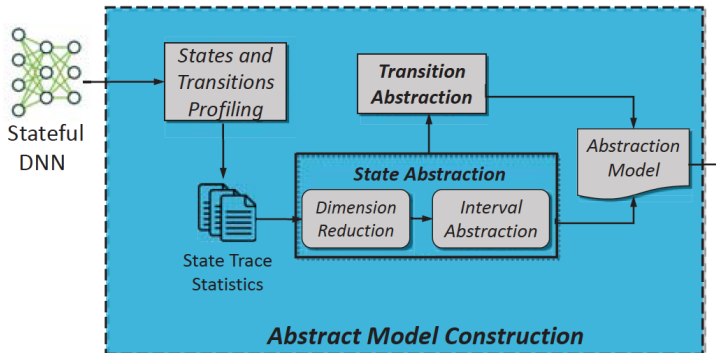 Stateful
DNN
States and
Transitions
Profiling
State Trace
Statistics
Transition
Abstraction
State Abstraction
Dimension
Reduction
Interval
Abstraction
Abstraction
Model
Abstract Model Construction